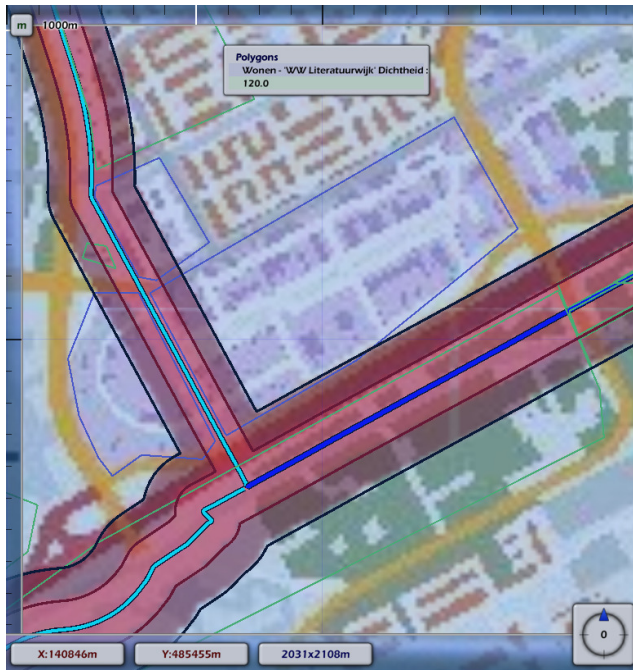 m
1000m
Polygons
Wonen - 'WW Literatuurwijk' Dichtheid :
120.0
X:140846m
Y:485455m
2031x2108m
0